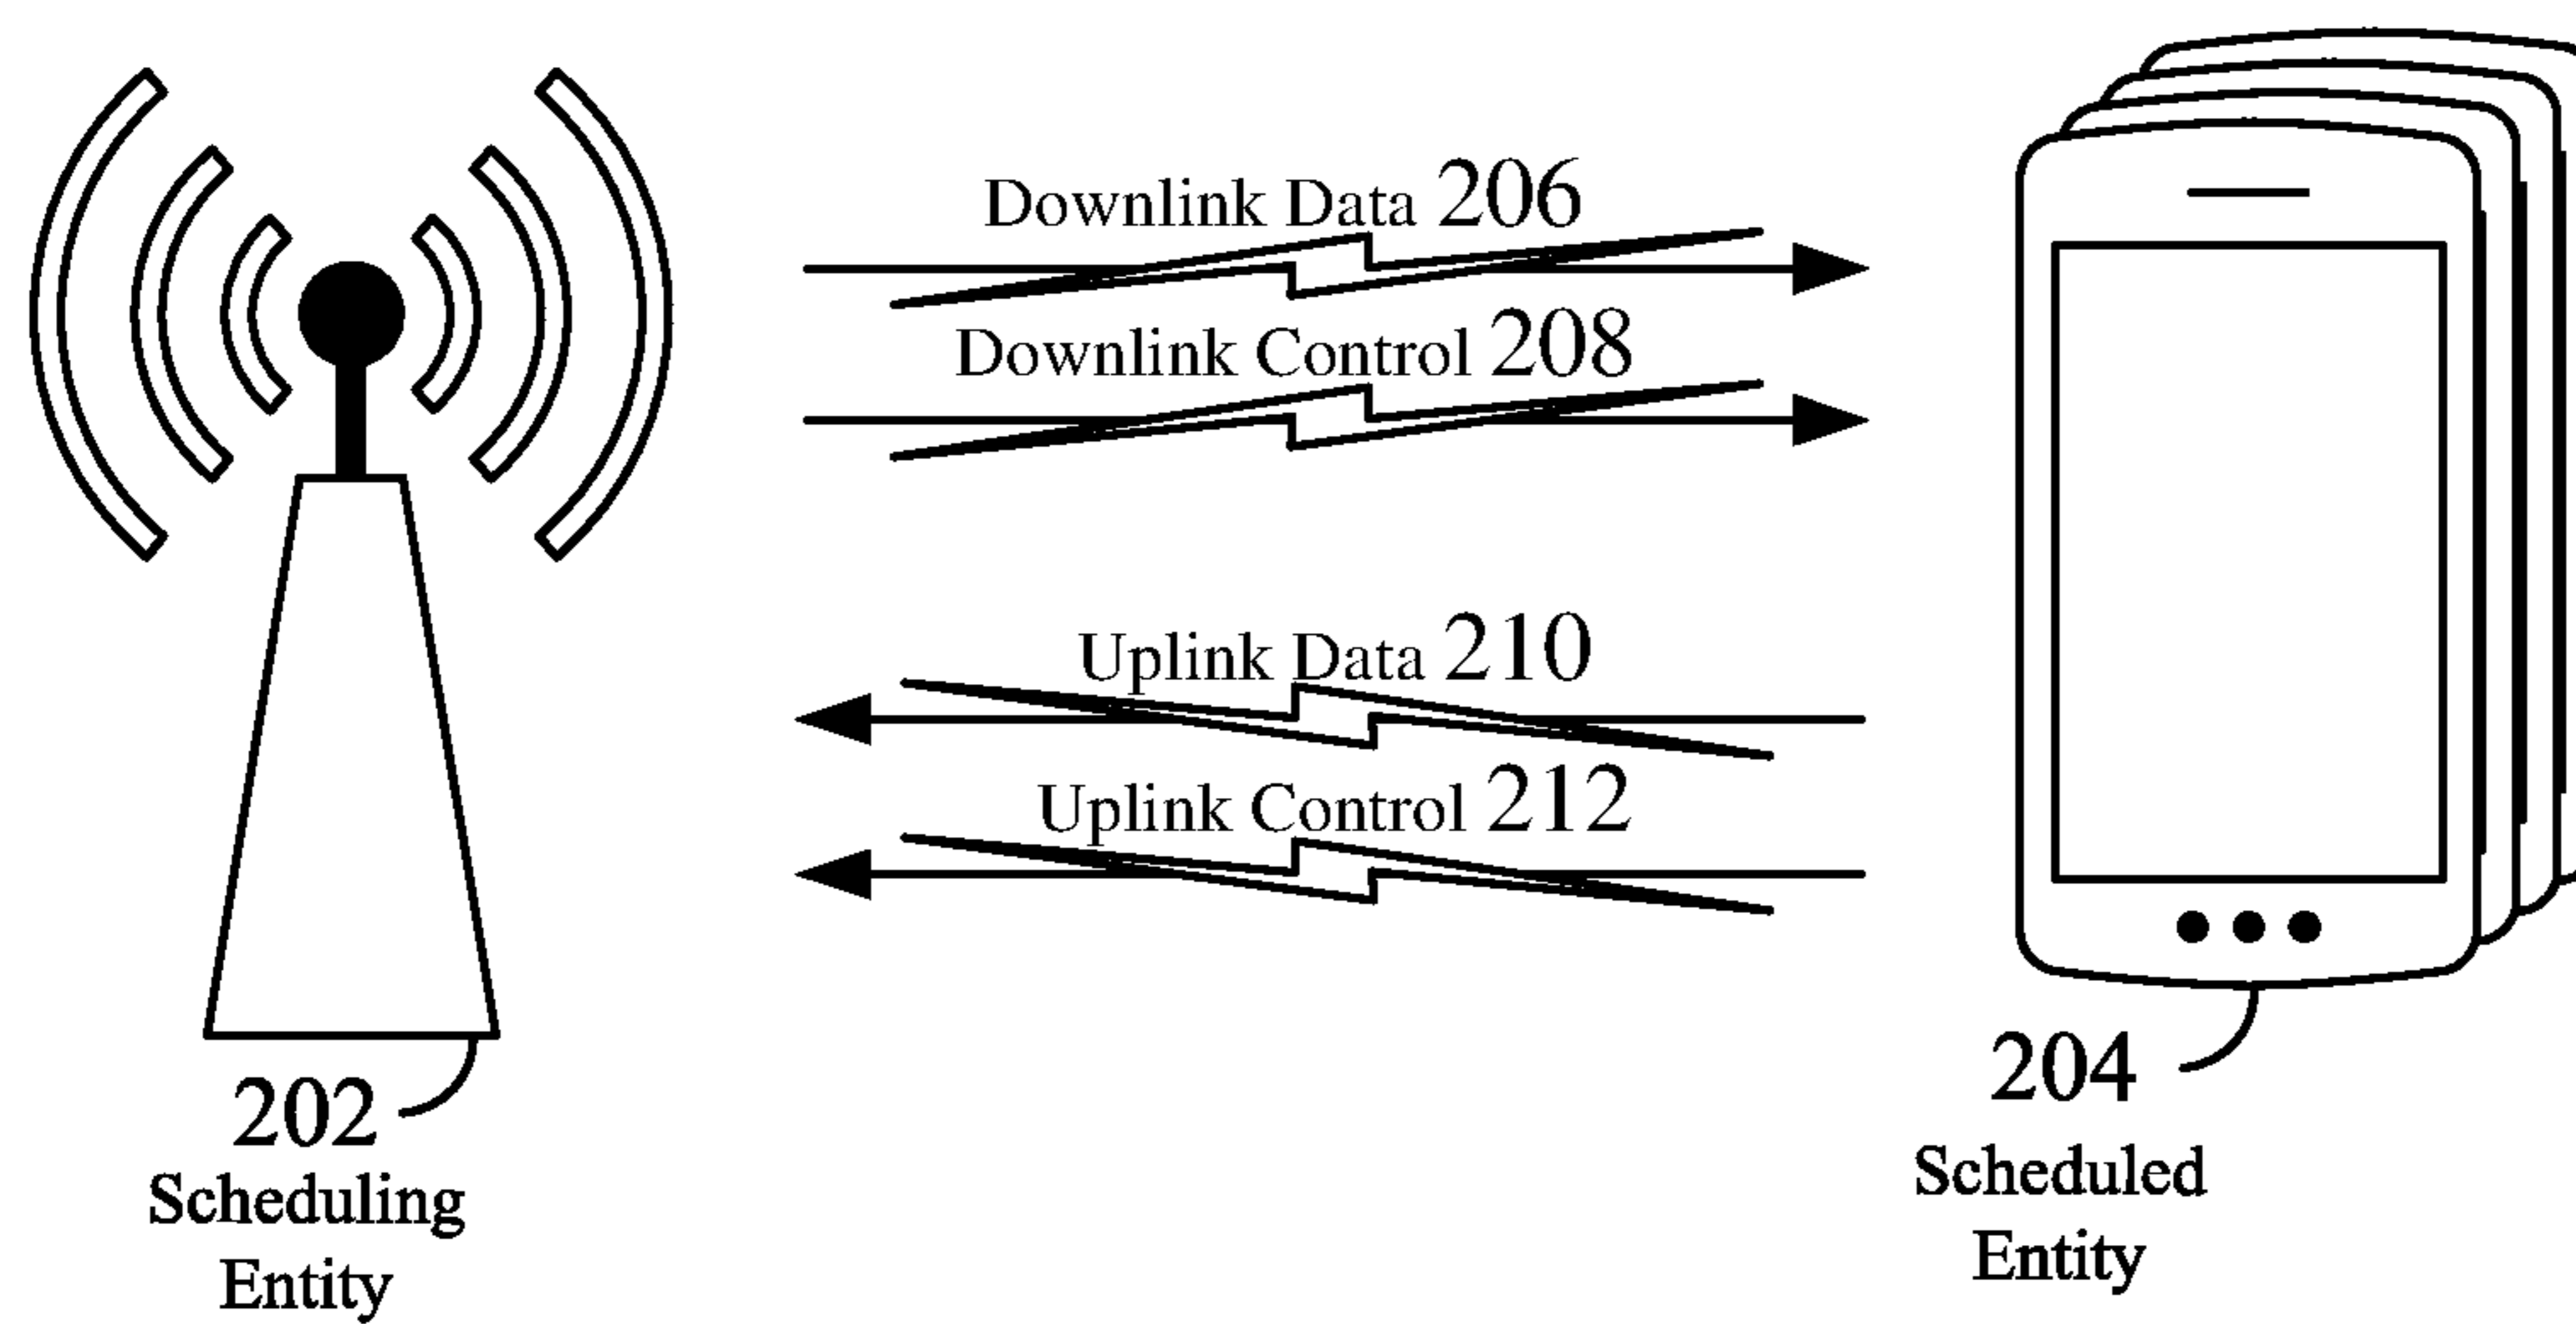 Downlink Data 206
Downlink Control 208
Uplink Data 210
Uplink Control 212
202
Scheduling
Entity
204
Scheduled
Entity